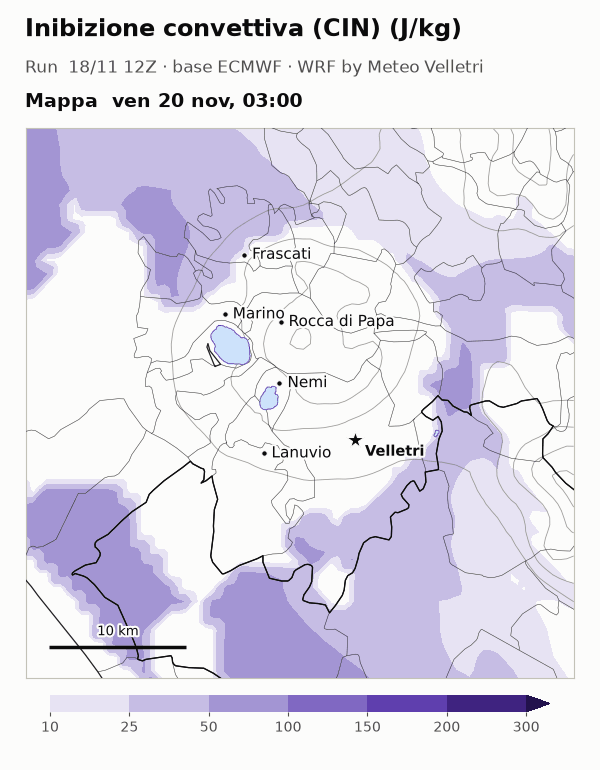 Inibizione convettiva (CIN) (J/kg)
Run  18/11 12Z · base ECMWF · WRF by Meteo Velletri
Mappa  ven 20 nov, 03:00
Frascati
Marino
Rocca di Papa
Nemi
Velletri
Lanuvio
10 km
10 25 50 100 150 200 300